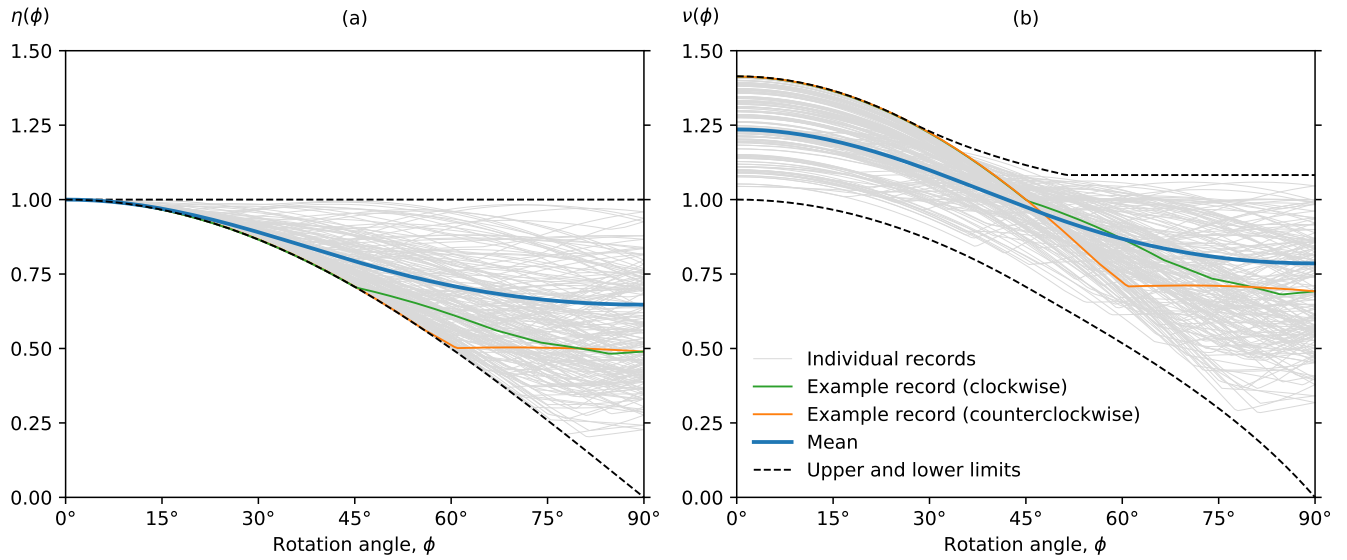 η(ϕ) (a)
1.50
1.25
1.00
0.75
0.50
0.25
0.00
0° 15° 30° 45° 60° 75° 90°
Rotation angle, ϕ
ν(ϕ) (b)
1.50
1.25
1.00
0.75
0.50
0.25
0.00
Individual records
Example record (clockwise)
Example record (counterclockwise)
Mean
Upper and lower limits
0° 15° 30° 45° 60° 75° 90°
Rotation angle, ϕ